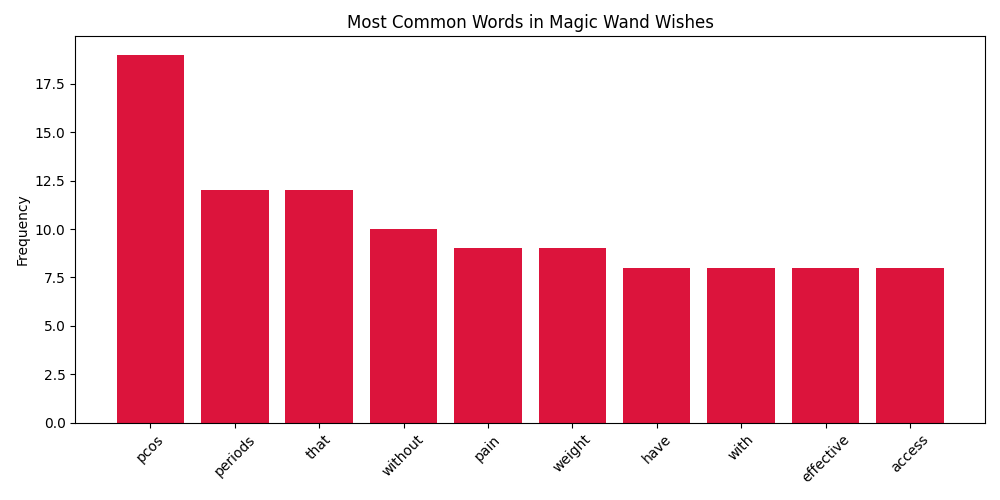 Most Common Words in Magic Wand Wishes
Frequency
17.5
15.0
12.5
10.0
7.5
5.0
2.5
0.0
pcos
periods
that
without
pain
weight
have
with
effective
access